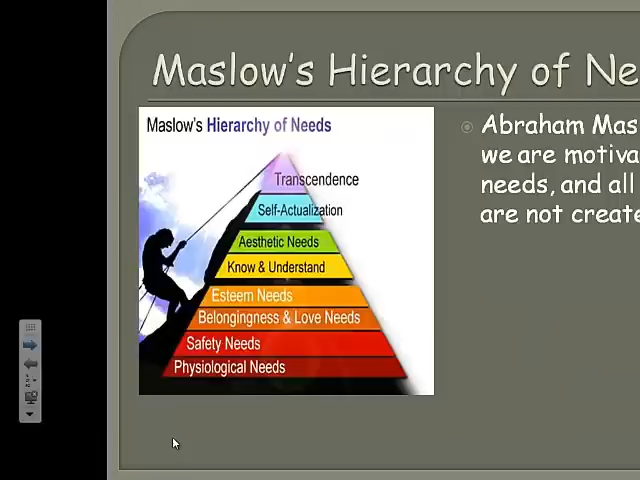 Maslow's Hierarchy of Ne
Maslow's Hierarchy of Needs
Transcendence
Self-Actualization
Aesthetic Needs
Know & Understand
Esteem Needs
Belongingness & Love Needs
Safety Needs
Physiological Needs
Abraham Mas
we are motiva
needs, and all
are not create